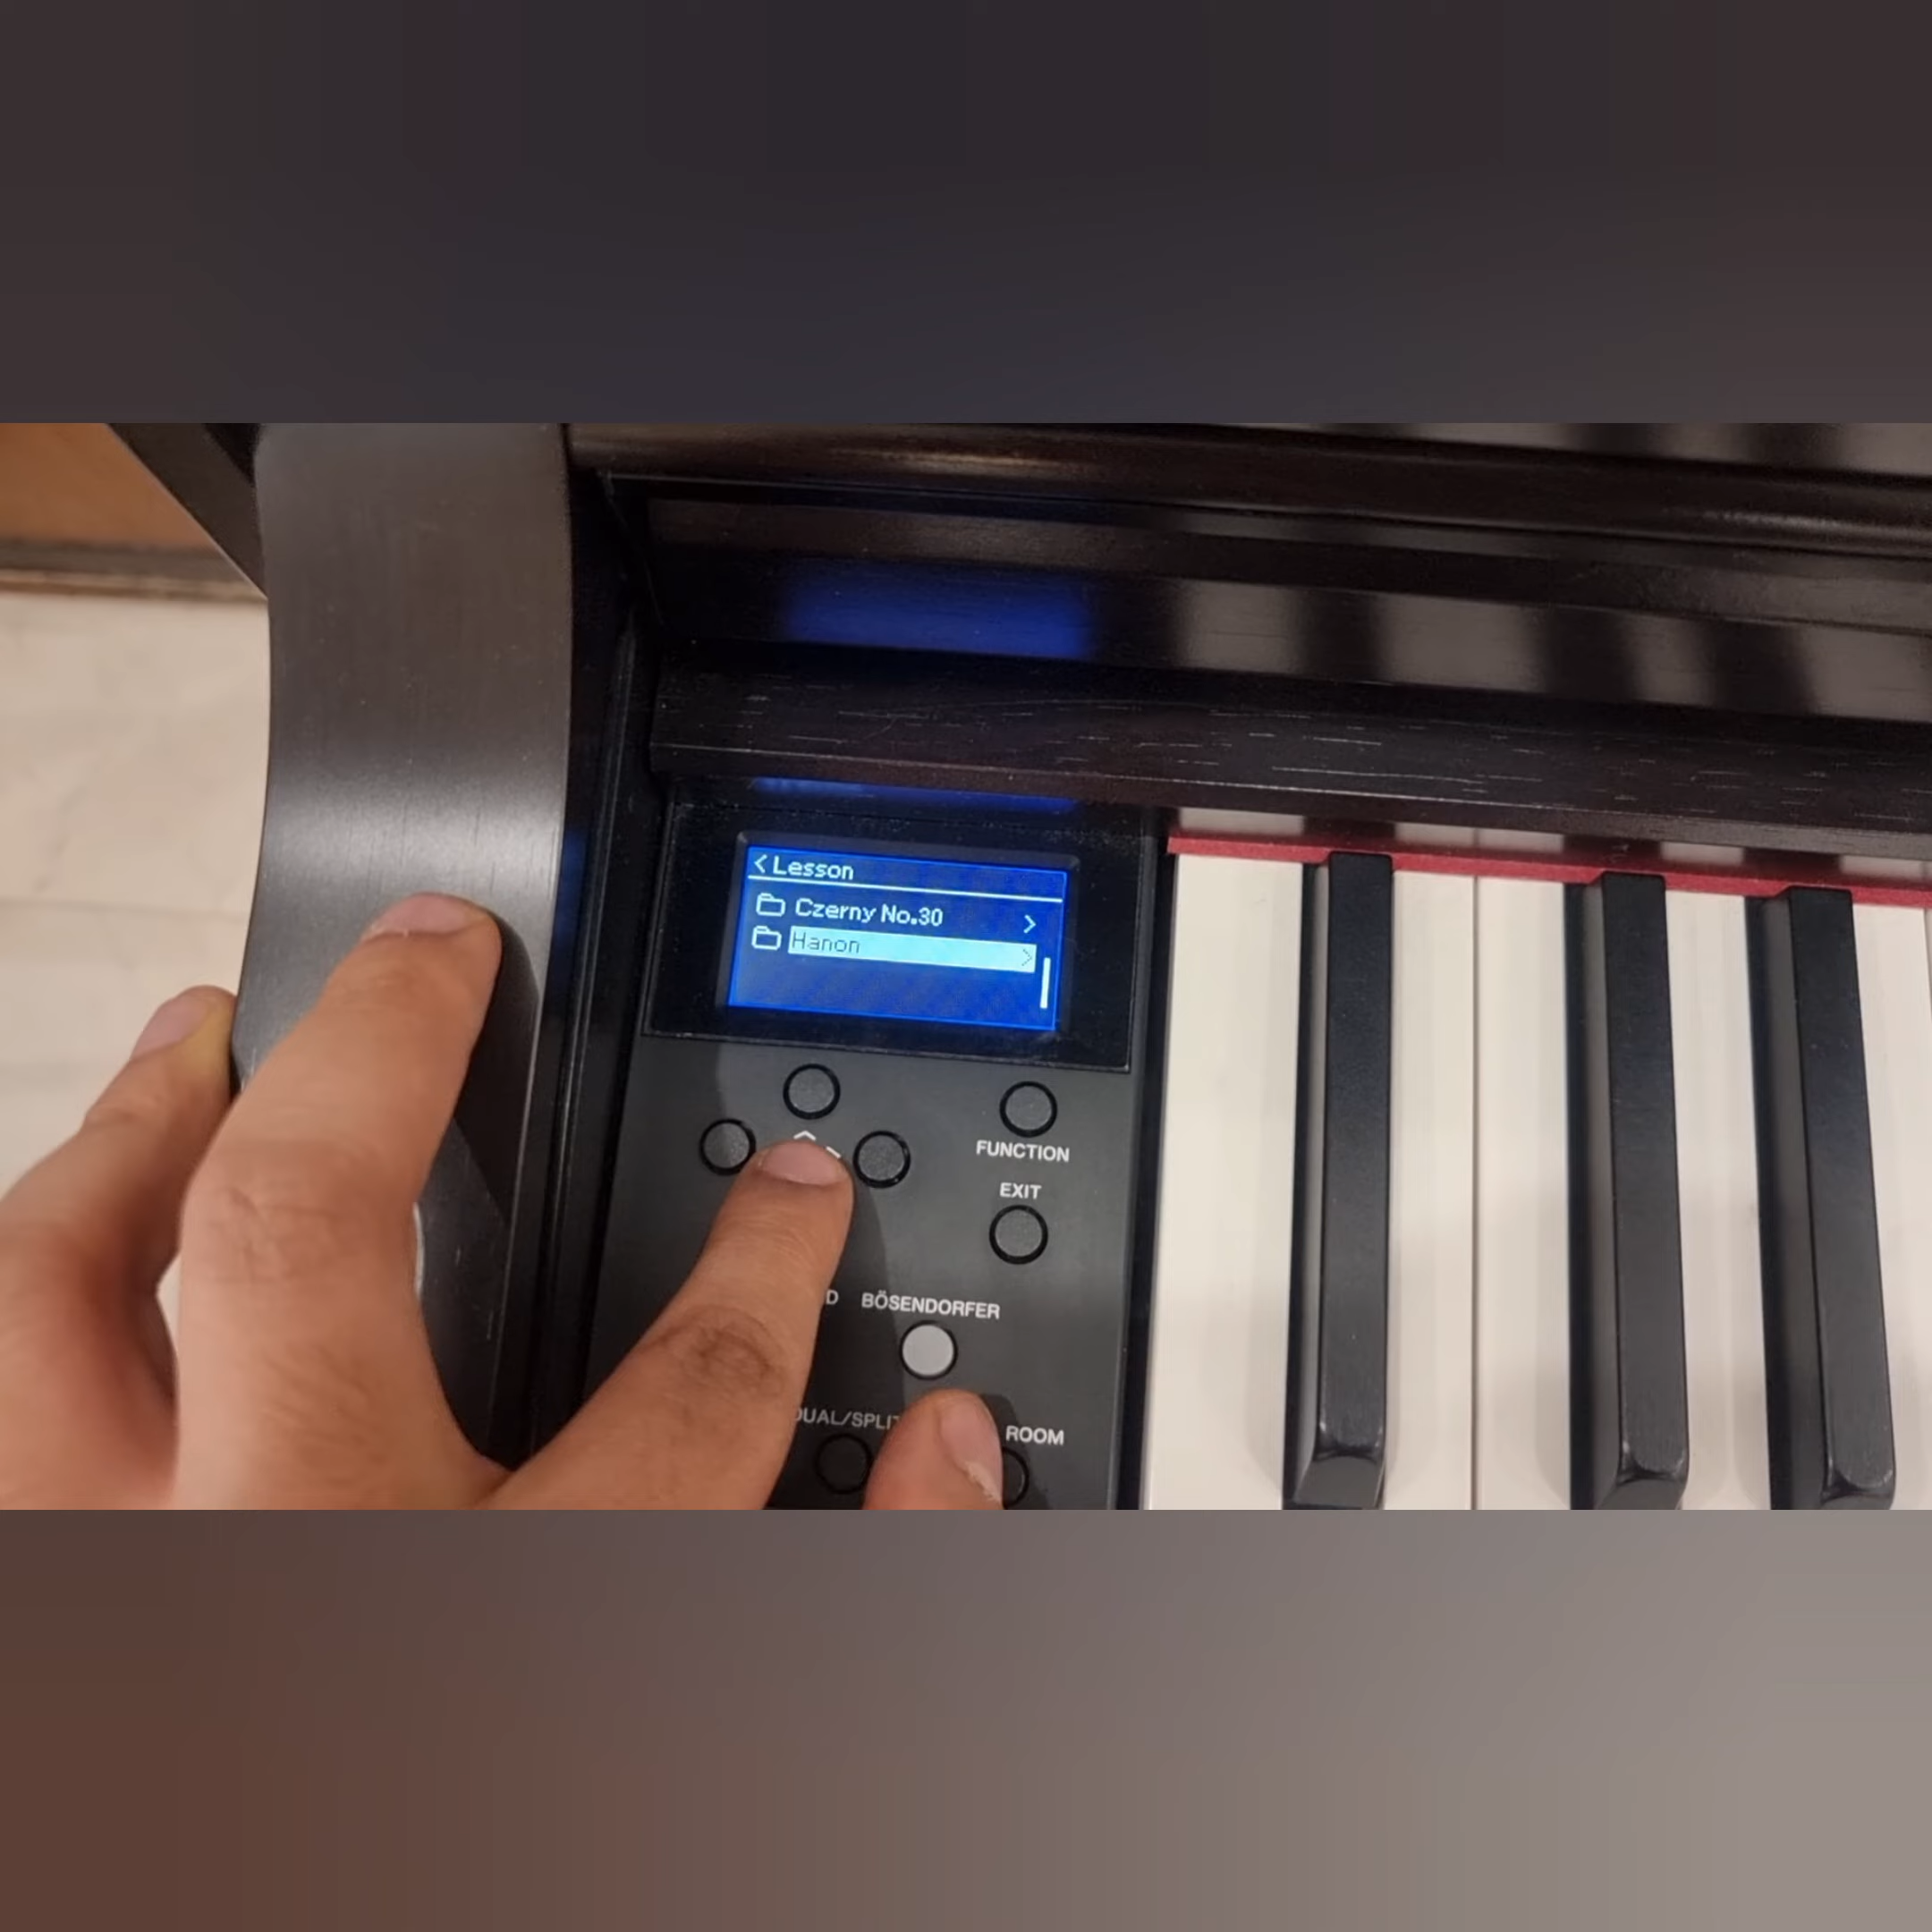 Lesson
Czerny No.30
Hanon
FUNCTION
EXIT
BÖSENDORFER
ROOM